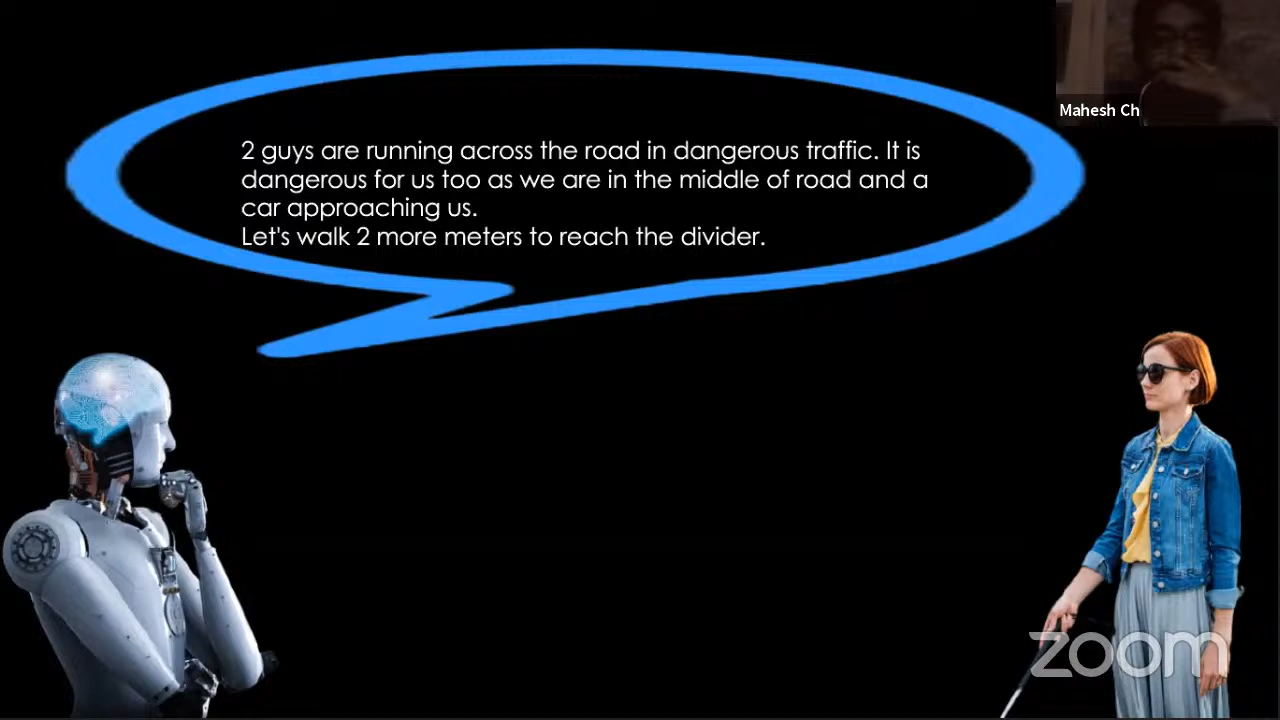 Mahesh Ch
2 guys are running across the road in dangerous traffic. It is
dangerous for us too as we are in the middle of road and a
car approaching us.
Let's walk 2 more meters to reach the divider.
zoom